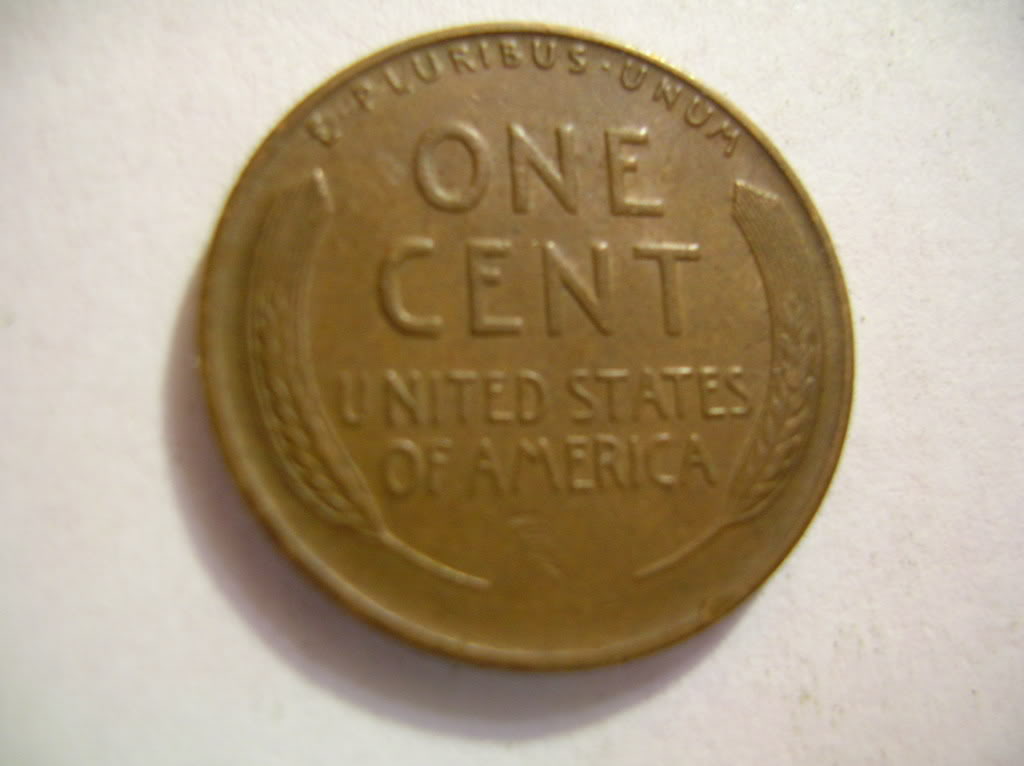 E·PLURIBUS·UNUM
ONE
CENT
UNITED STATES
OF AMERICA